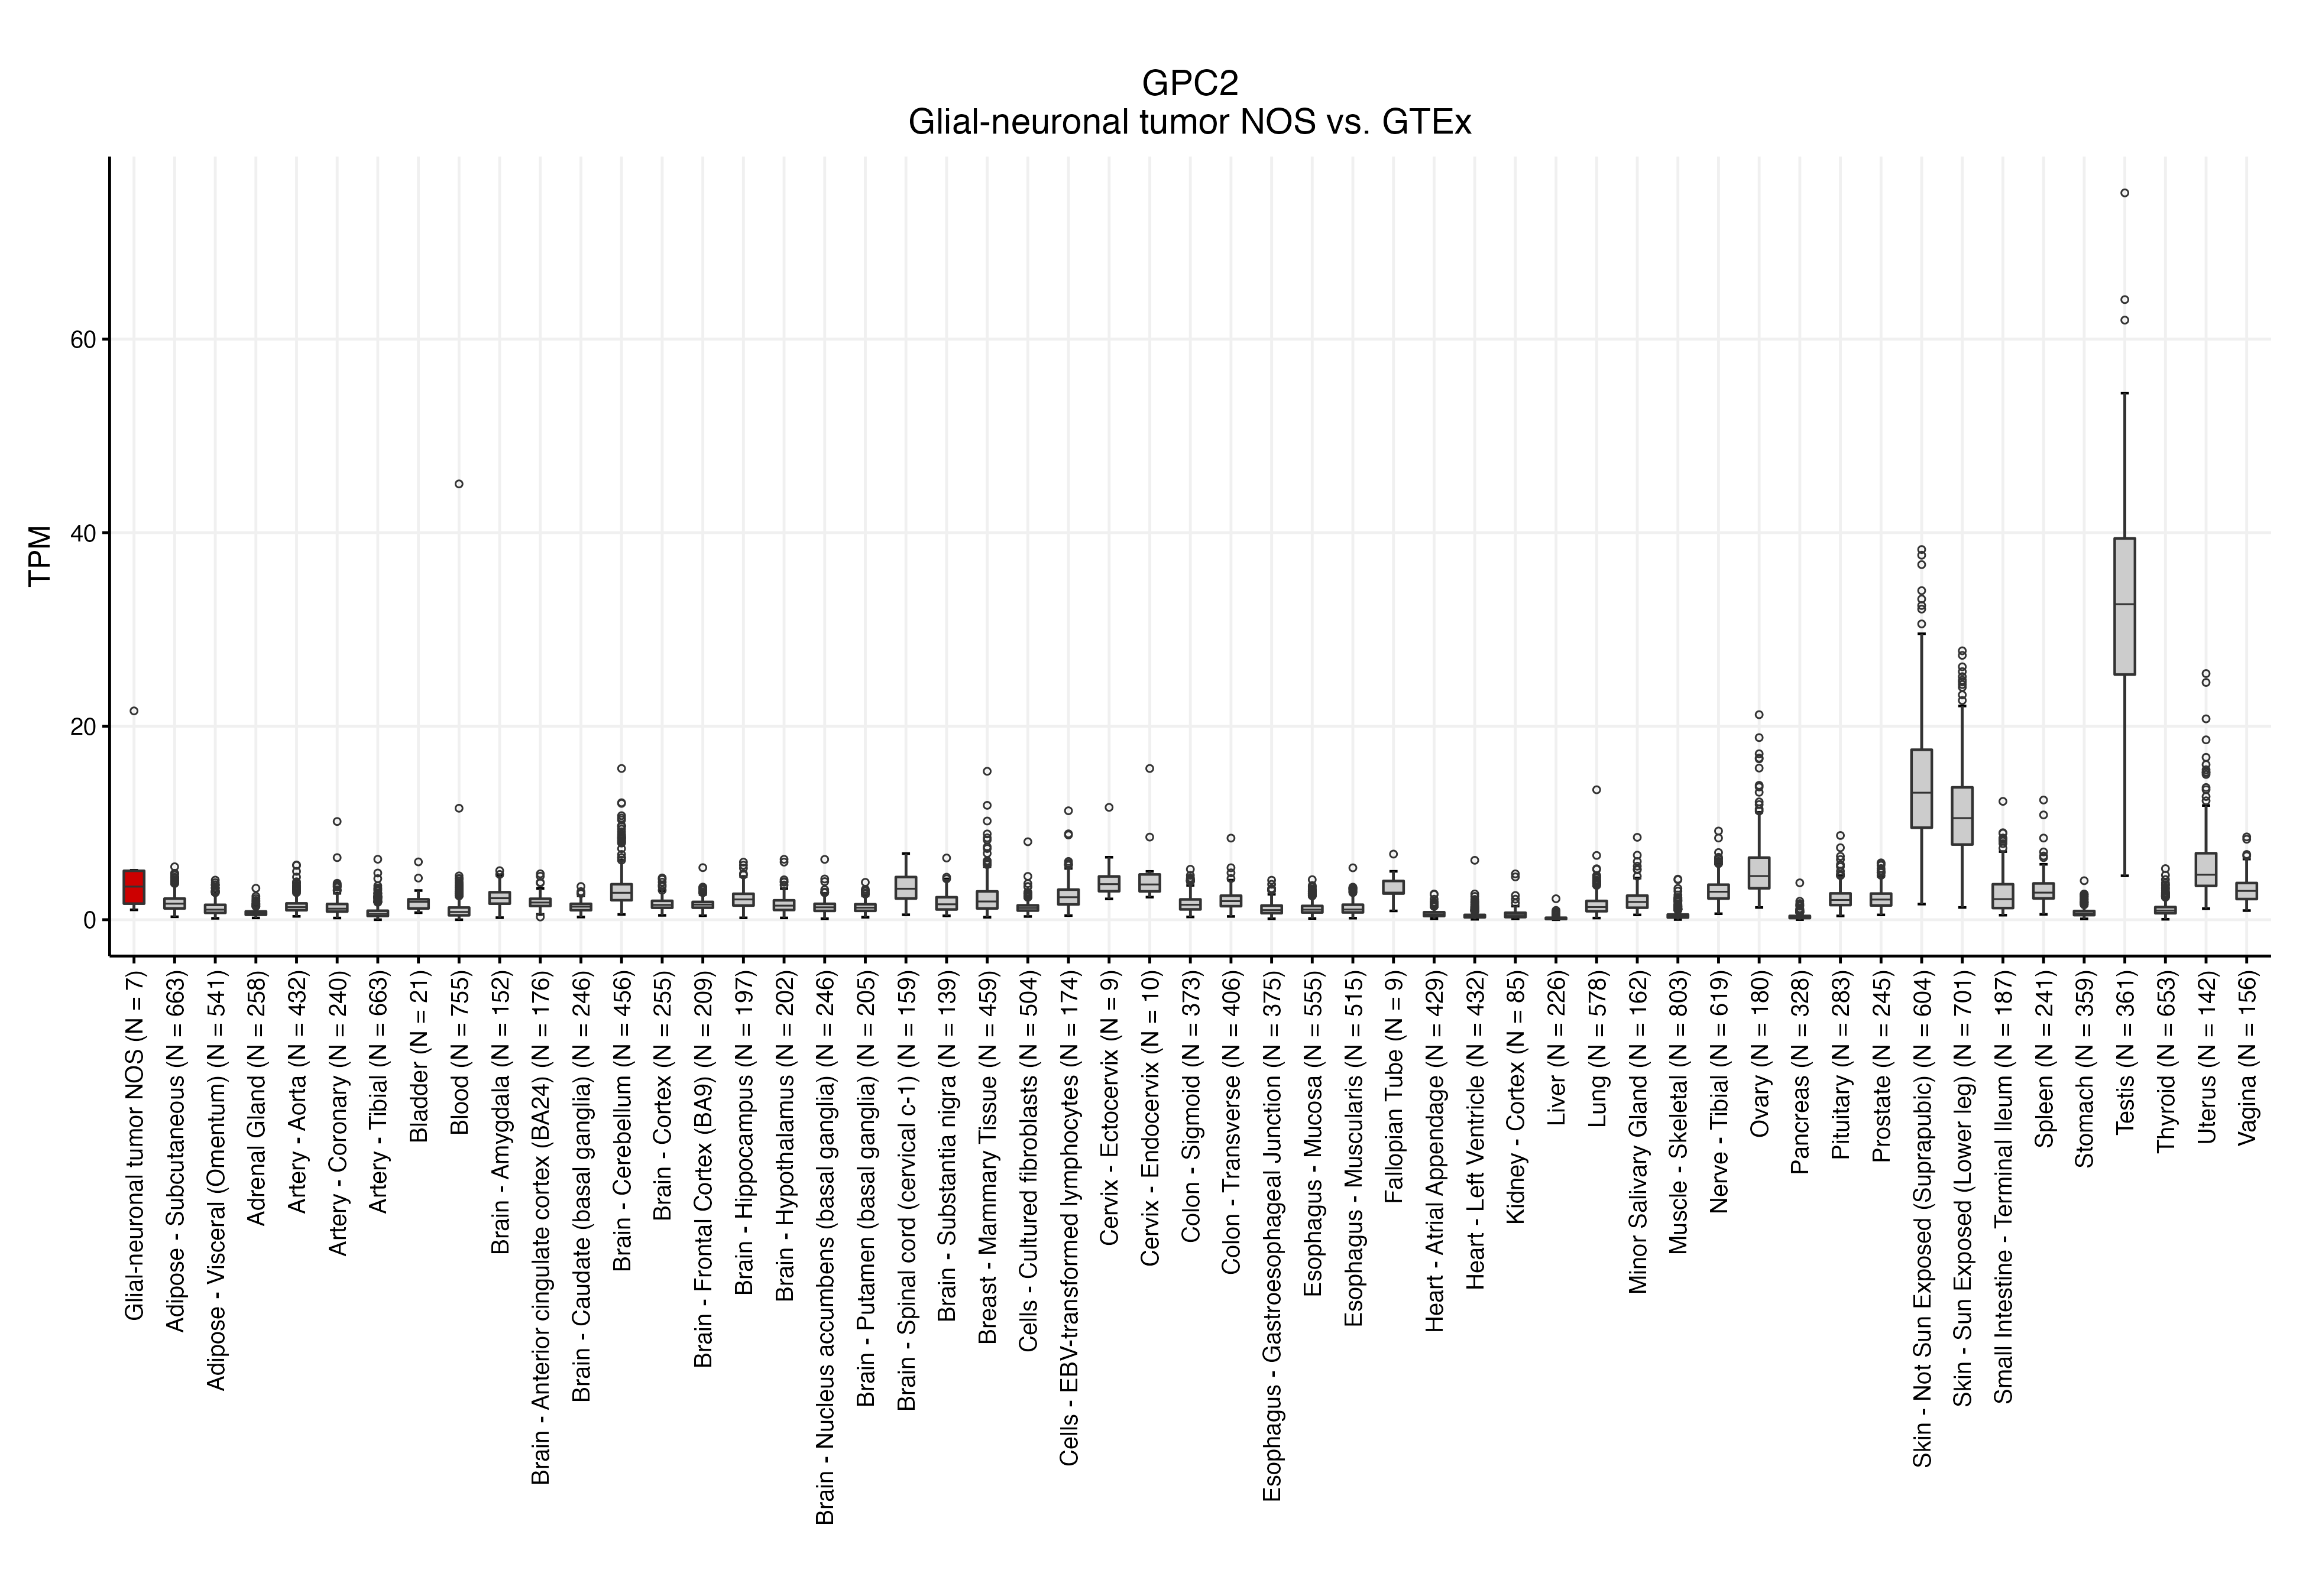 GPC2
Glial-neuronal tumor NOS vs. GTEx
TPM
60
40
20
0
Glial-neuronal tumor NOS (N = 7)
Adipose - Subcutaneous (N = 663)
Adipose - Visceral (Omentum) (N = 541)
Adrenal Gland (N = 258)
Artery - Aorta (N = 432)
Artery - Coronary (N = 240)
Artery - Tibial (N = 663)
Bladder (N = 21)
Blood (N = 755)
Brain - Amygdala (N = 152)
Brain - Anterior cingulate cortex (BA24) (N = 176)
Brain - Caudate (basal ganglia) (N = 246)
Brain - Cerebellum (N = 456)
Brain - Cortex (N = 255)
Brain - Frontal Cortex (BA9) (N = 209)
Brain - Hippocampus (N = 197)
Brain - Hypothalamus (N = 202)
Brain - Nucleus accumbens (basal ganglia) (N = 246)
Brain - Putamen (basal ganglia) (N = 205)
Brain - Spinal cord (cervical c-1) (N = 159)
Brain - Substantia nigra (N = 139)
Breast - Mammary Tissue (N = 459)
Cells - Cultured fibroblasts (N = 504)
Cells - EBV-transformed lymphocytes (N = 174)
Cervix - Ectocervix (N = 9)
Cervix - Endocervix (N = 10)
Colon - Sigmoid (N = 373)
Colon - Transverse (N = 406)
Esophagus - Gastroesophageal Junction (N = 375)
Esophagus - Mucosa (N = 555)
Esophagus - Muscularis (N = 515)
Fallopian Tube (N = 9)
Heart - Atrial Appendage (N = 429)
Heart - Left Ventricle (N = 432)
Kidney - Cortex (N = 85)
Liver (N = 226)
Lung (N = 578)
Minor Salivary Gland (N = 162)
Muscle - Skeletal (N = 803)
Nerve - Tibial (N = 619)
Ovary (N = 180)
Pancreas (N = 328)
Pituitary (N = 283)
Prostate (N = 245)
Skin - Not Sun Exposed (Suprapubic) (N = 604)
Skin - Sun Exposed (Lower leg) (N = 701)
Small Intestine - Terminal Ileum (N = 187)
Spleen (N = 241)
Stomach (N = 359)
Testis (N = 361)
Thyroid (N = 653)
Uterus (N = 142)
Vagina (N = 156)